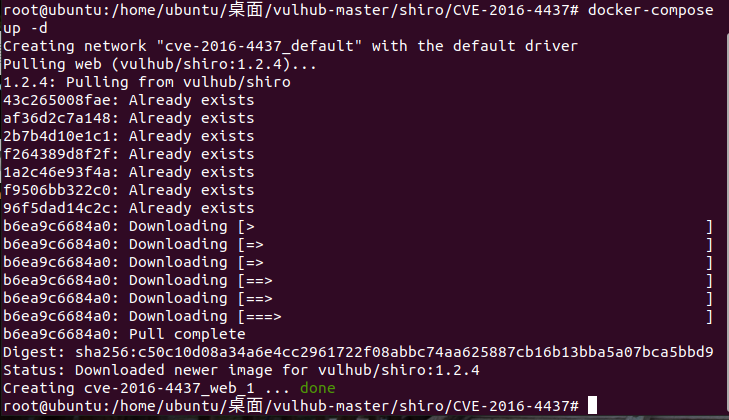 root@ubuntu:/home/ubuntu/桌面/vulhub-master/shiro/CVE-2016-4437# docker-compose
up -d
Creating network "cve-2016-4437_default" with the default driver
Pulling web (vulhub/shiro:1.2.4)...
1.2.4: Pulling from vulhub/shiro
43c265008fae: Already exists
af36d2c7a148: Already exists
2b7b4d10e1c1: Already exists
f264389d8f2f: Already exists
1a2c46e93f4a: Already exists
f9506bb322c0: Already exists
96f5dad14c2c: Already exists
b6ea9c6684a0: Downloading [> ]
b6ea9c6684a0: Downloading [=> ]
b6ea9c6684a0: Downloading [=> ]
b6ea9c6684a0: Downloading [==> ]
b6ea9c6684a0: Downloading [==> ]
b6ea9c6684a0: Downloading [===> ]
b6ea9c6684a0: Pull complete
Digest: sha256:c50c10d08a34a6e4cc2961722f08abbc74aa625887cb16b13bba5a07bca5bbd9
Status: Downloaded newer image for vulhub/shiro:1.2.4
Creating cve-2016-4437_web_1 ... done
root@ubuntu:/home/ubuntu/桌面/vulhub-master/shiro/CVE-2016-4437#